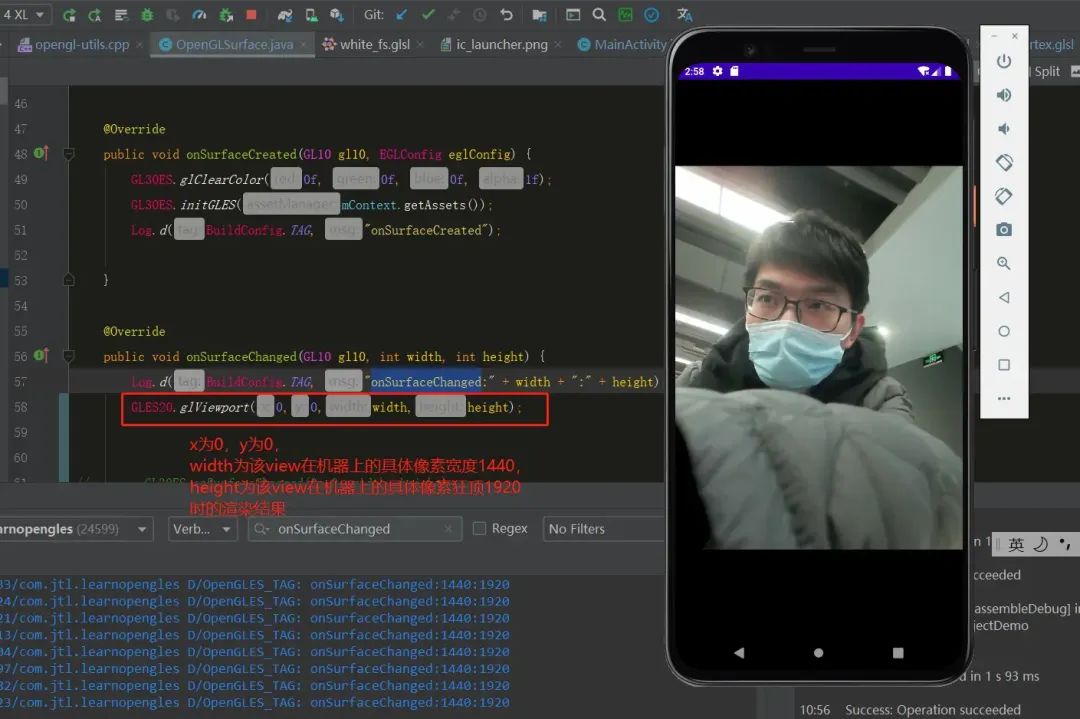 4 XL
Git:
opengl-utils.cpp
OpenGLSurface.java
white_fs.glsl
ic_launcher.png
MainActivity
rtex.glsl
Split
46
47 @Override
48 public void onSurfaceCreated(GL10 gl10, EGLConfig eglConfig) {
49 GL30ES.glClearColor( red: 0f, green: 0f, blue: 0f, alpha: 1f);
50 GL30ES.initGLES( assetManager: mContext.getAssets());
51 Log.d( tag: BuildConfig.TAG, msg: "onSurfaceCreated");
52
53 }
54
55 @Override
56 public void onSurfaceChanged(GL10 gl10, int width, int height) {
57 Log.d( tag: BuildConfig.TAG, msg: "onSurfaceChanged:" + width + ":" + height)
58 GLES20.glViewport( x: 0, y: 0, width: width, height: height);
59
60
x为0，y为0，
width为该view在机器上的具体像素宽度1440，
height为该view在机器上的具体像素狂顶1920
时的渲染结果
rnopengles (24599)
Verb...
onSurfaceChanged
Regex
No Filters
33/com.jtl.learnopengles D/OpenGLES_TAG: onSurfaceChanged:1440:1920
24/com.jtl.learnopengles D/OpenGLES_TAG: onSurfaceChanged:1440:1920
21/com.jtl.learnopengles D/OpenGLES_TAG: onSurfaceChanged:1440:1920
13/com.jtl.learnopengles D/OpenGLES_TAG: onSurfaceChanged:1440:1920
04/com.jtl.learnopengles D/OpenGLES_TAG: onSurfaceChanged:1440:1920
97/com.jtl.learnopengles D/OpenGLES_TAG: onSurfaceChanged:1440:1920
32/com.jtl.learnopengles D/OpenGLES_TAG: onSurfaceChanged:1440:1920
23/com.jtl.learnopengles D/OpenGLES_TAG: onSurfaceChanged:1440:1920
2:58
英
n 1
cceeded
assembleDebug] in
jectDemo
d in 1 s 93 ms
10:56 Success: Operation succeeded